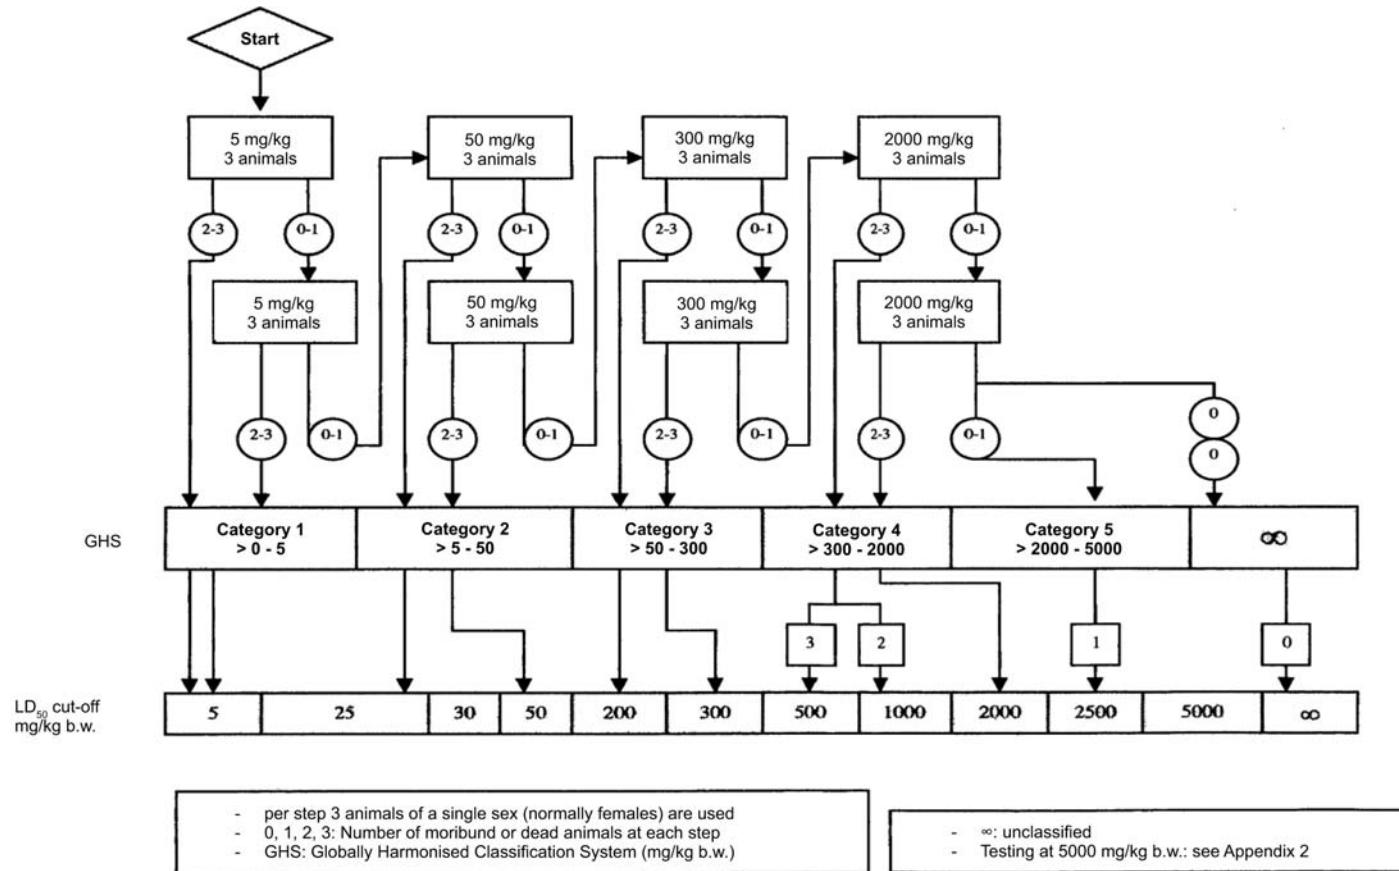 Start
5 mg/kg
3 animals
50 mg/kg
3 animals
300 mg/kg
3 animals
2000 mg/kg
3 animals
2-3
0-1
2-3
0-1
2-3
0-1
2-3
0-1
5 mg/kg
3 animals
50 mg/kg
3 animals
300 mg/kg
3 animals
2000 mg/kg
3 animals
2-3
0-1
2-3
0-1
2-3
0-1
2-3
0-1
0
0
GHS
Category 1
> 0 - 5
Category 2
> 5 - 50
Category 3
> 50 - 300
Category 4
> 300 - 2000
Category 5
> 2000 - 5000
∞
3
2
1
0
LD50 cut-off
mg/kg b.w.
5
25
30
50
200
300
500
1000
2000
2500
5000
∞
- per step 3 animals of a single sex (normally females) are used
- 0, 1, 2, 3: Number of moribund or dead animals at each step
- GHS: Globally Harmonised Classification System (mg/kg b.w.)
- ∞: unclassified
- Testing at 5000 mg/kg b.w.: see Appendix 2